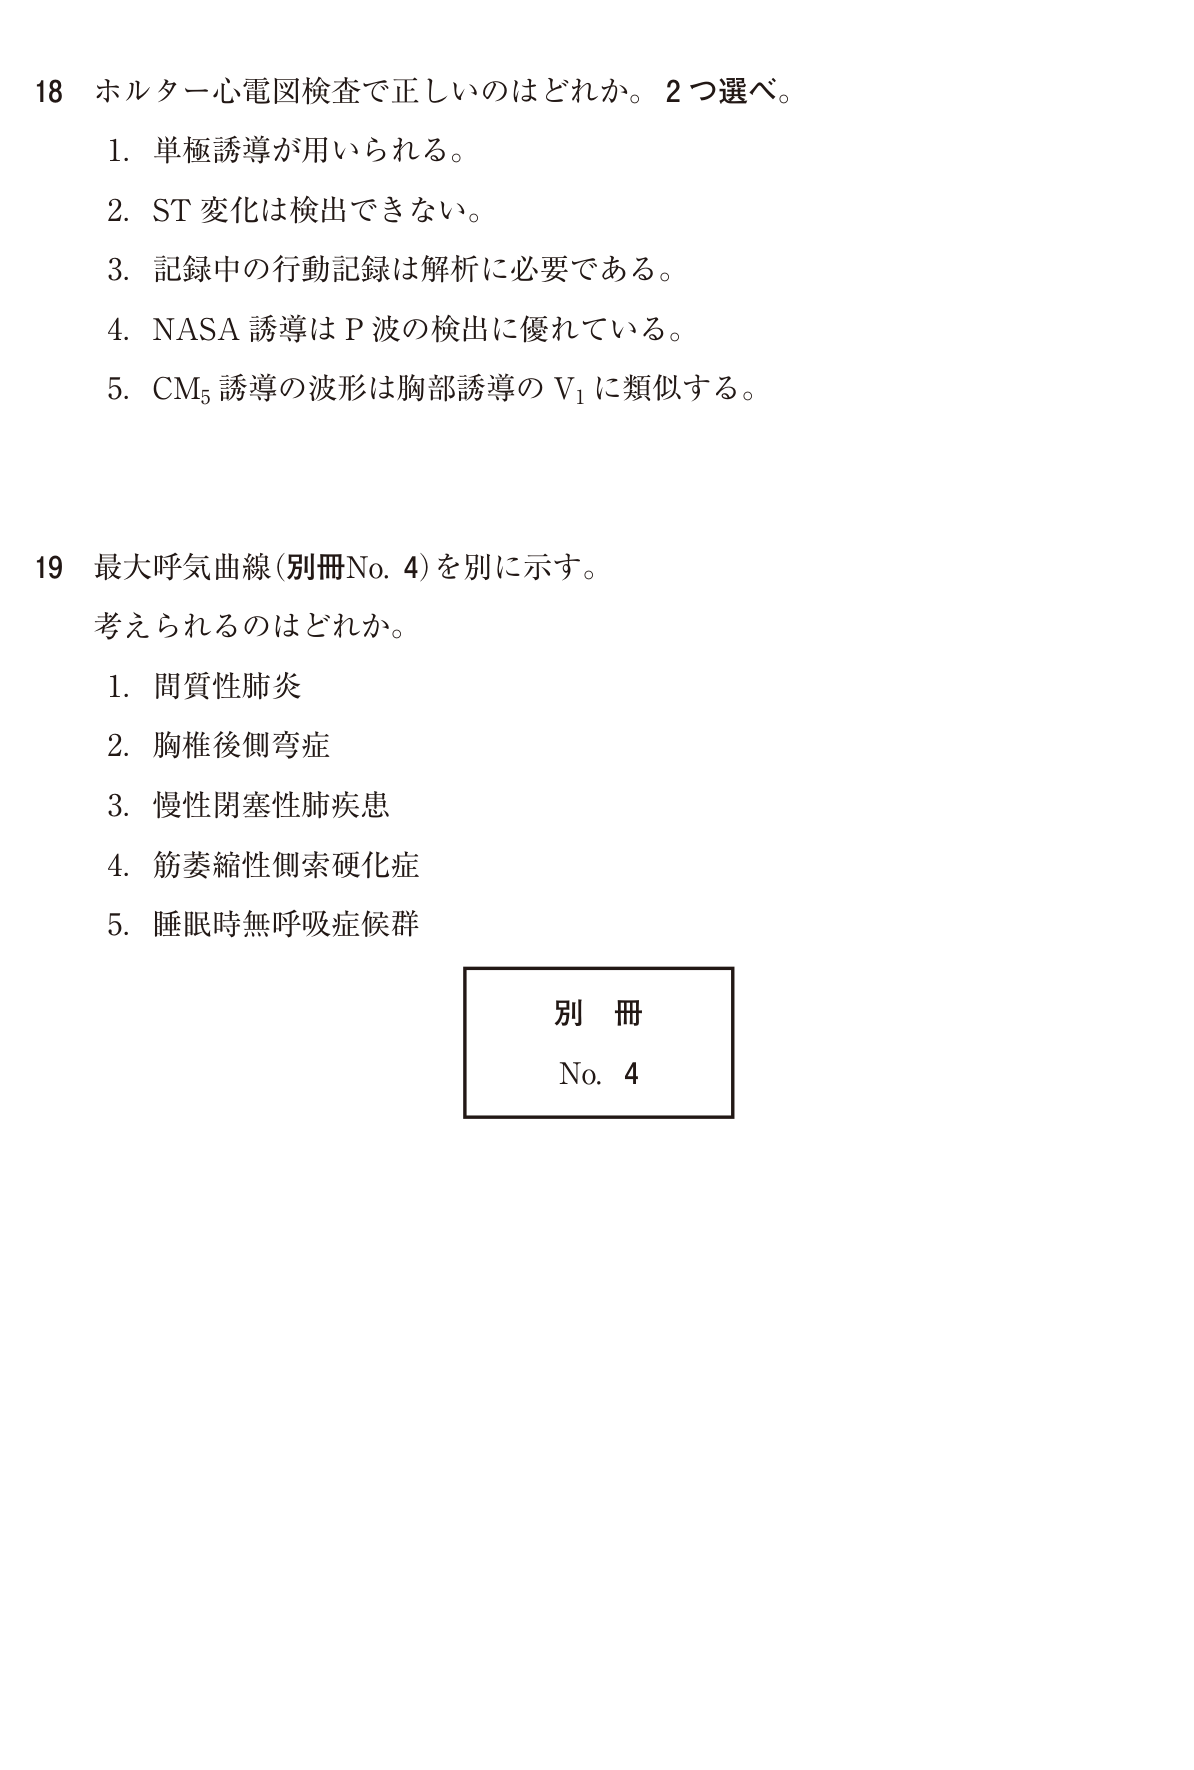 18 ホルター心電図検査で正しいのはどれか。2つ選べ。
1. 単極誘導が用いられる。
2. ST 変化は検出できない。
3. 記録中の行動記録は解析に必要である。
4. NASA 誘導は P 波の検出に優れている。
5. CM5 誘導の波形は胸部誘導の V1 に類似する。
19 最大呼気曲線(別冊No. 4)を別に示す。
考えられるのはどれか。
1. 間質性肺炎
2. 胸椎後側弯症
3. 慢性閉塞性肺疾患
4. 筋萎縮性側索硬化症
5. 睡眠時無呼吸症候群
別 冊
No. 4